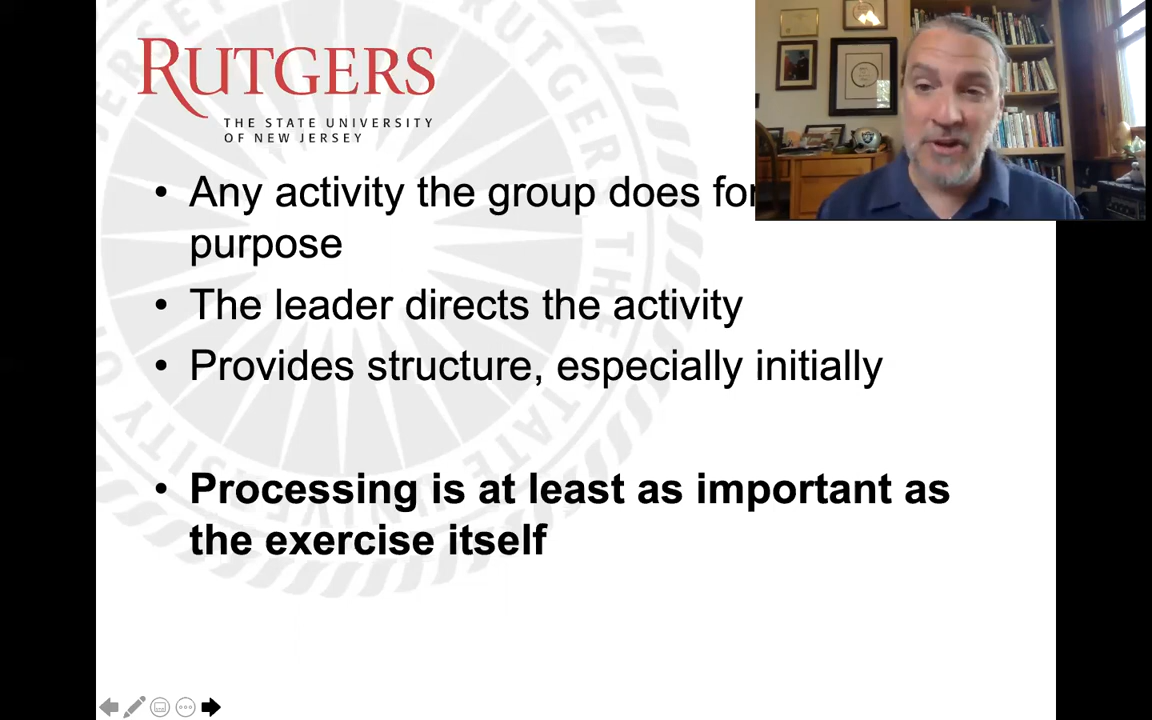 RUTGERS
THE STATE UNIVERSITY
OF NEW JERSEY
• Any activity the group does for
purpose
• The leader directs the activity
• Provides structure, especially initially
• Processing is at least as important as
the exercise itself